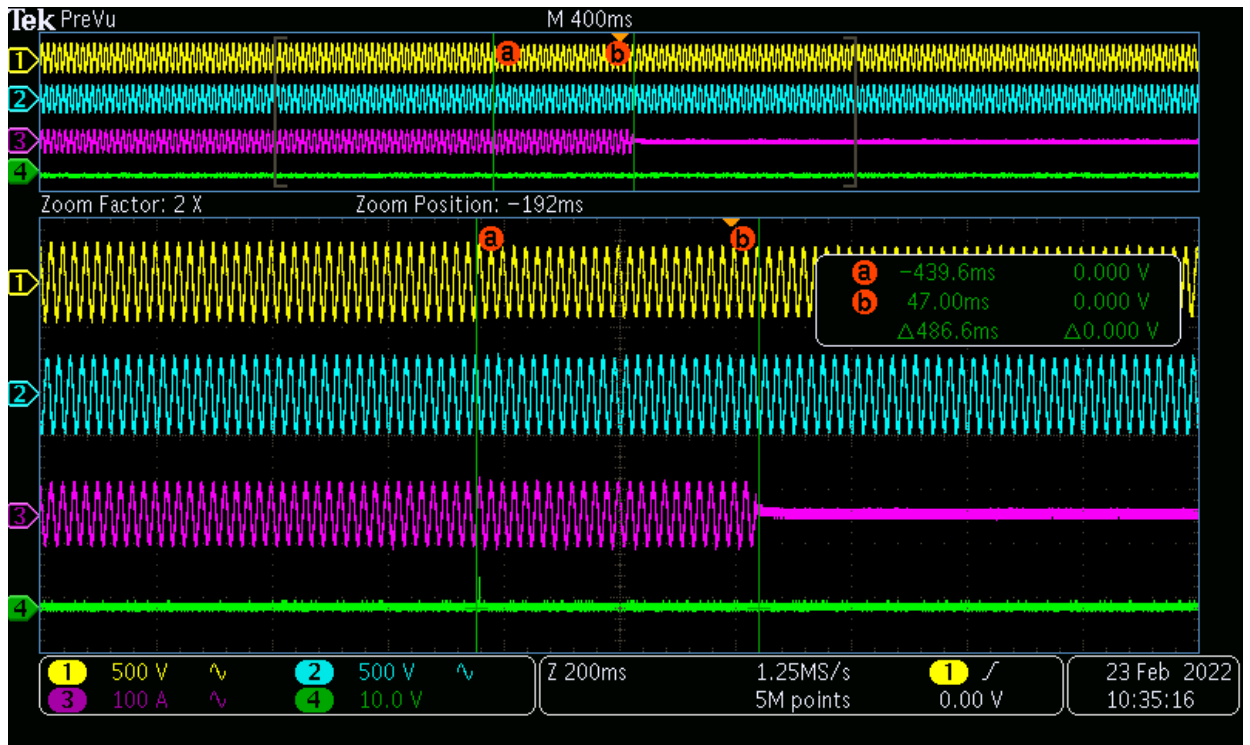 Tek PreVu M 400ms
1 a b
2
3
4
Zoom Factor: 2 X Zoom Position: −192ms
a b
1 a −439.6ms 0.000 V
b 47.00ms 0.000 V
△486.6ms △0.000 V
2
3
4
1 500 V 2 500 V Z 200ms 1.25MS/s 1 23 Feb 2022
3 100 A 4 10.0 V 5M points 0.00 V 10:35:16